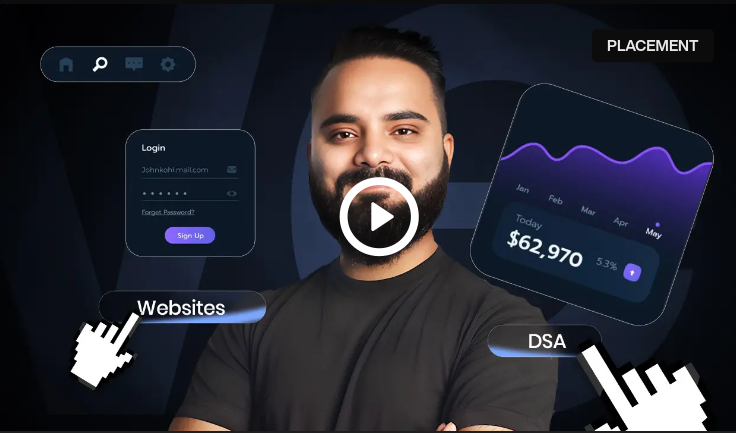 PLACEMENT
Login
Johnkohl mail.com
Forgot Password?
Sign Up
Jan
Feb
Mar
Apr
May
Today
$62,970
5.3%
Websites
DSA